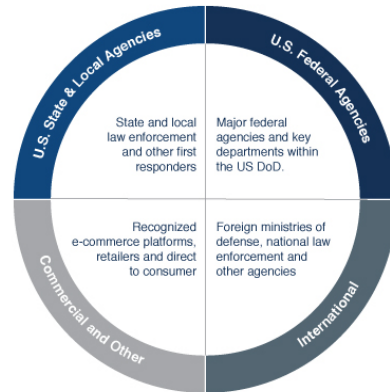 U.S. State & Local Agencies
U.S. Federal Agencies
State and local
law enforcement
and other first
responders
Major federal
agencies and key
departments within
the US DoD.
Recognized
e-commerce platforms,
retailers and direct
to consumer
Foreign ministries of
defense, national law
enforcement and
other agencies
Commercial and Other
International